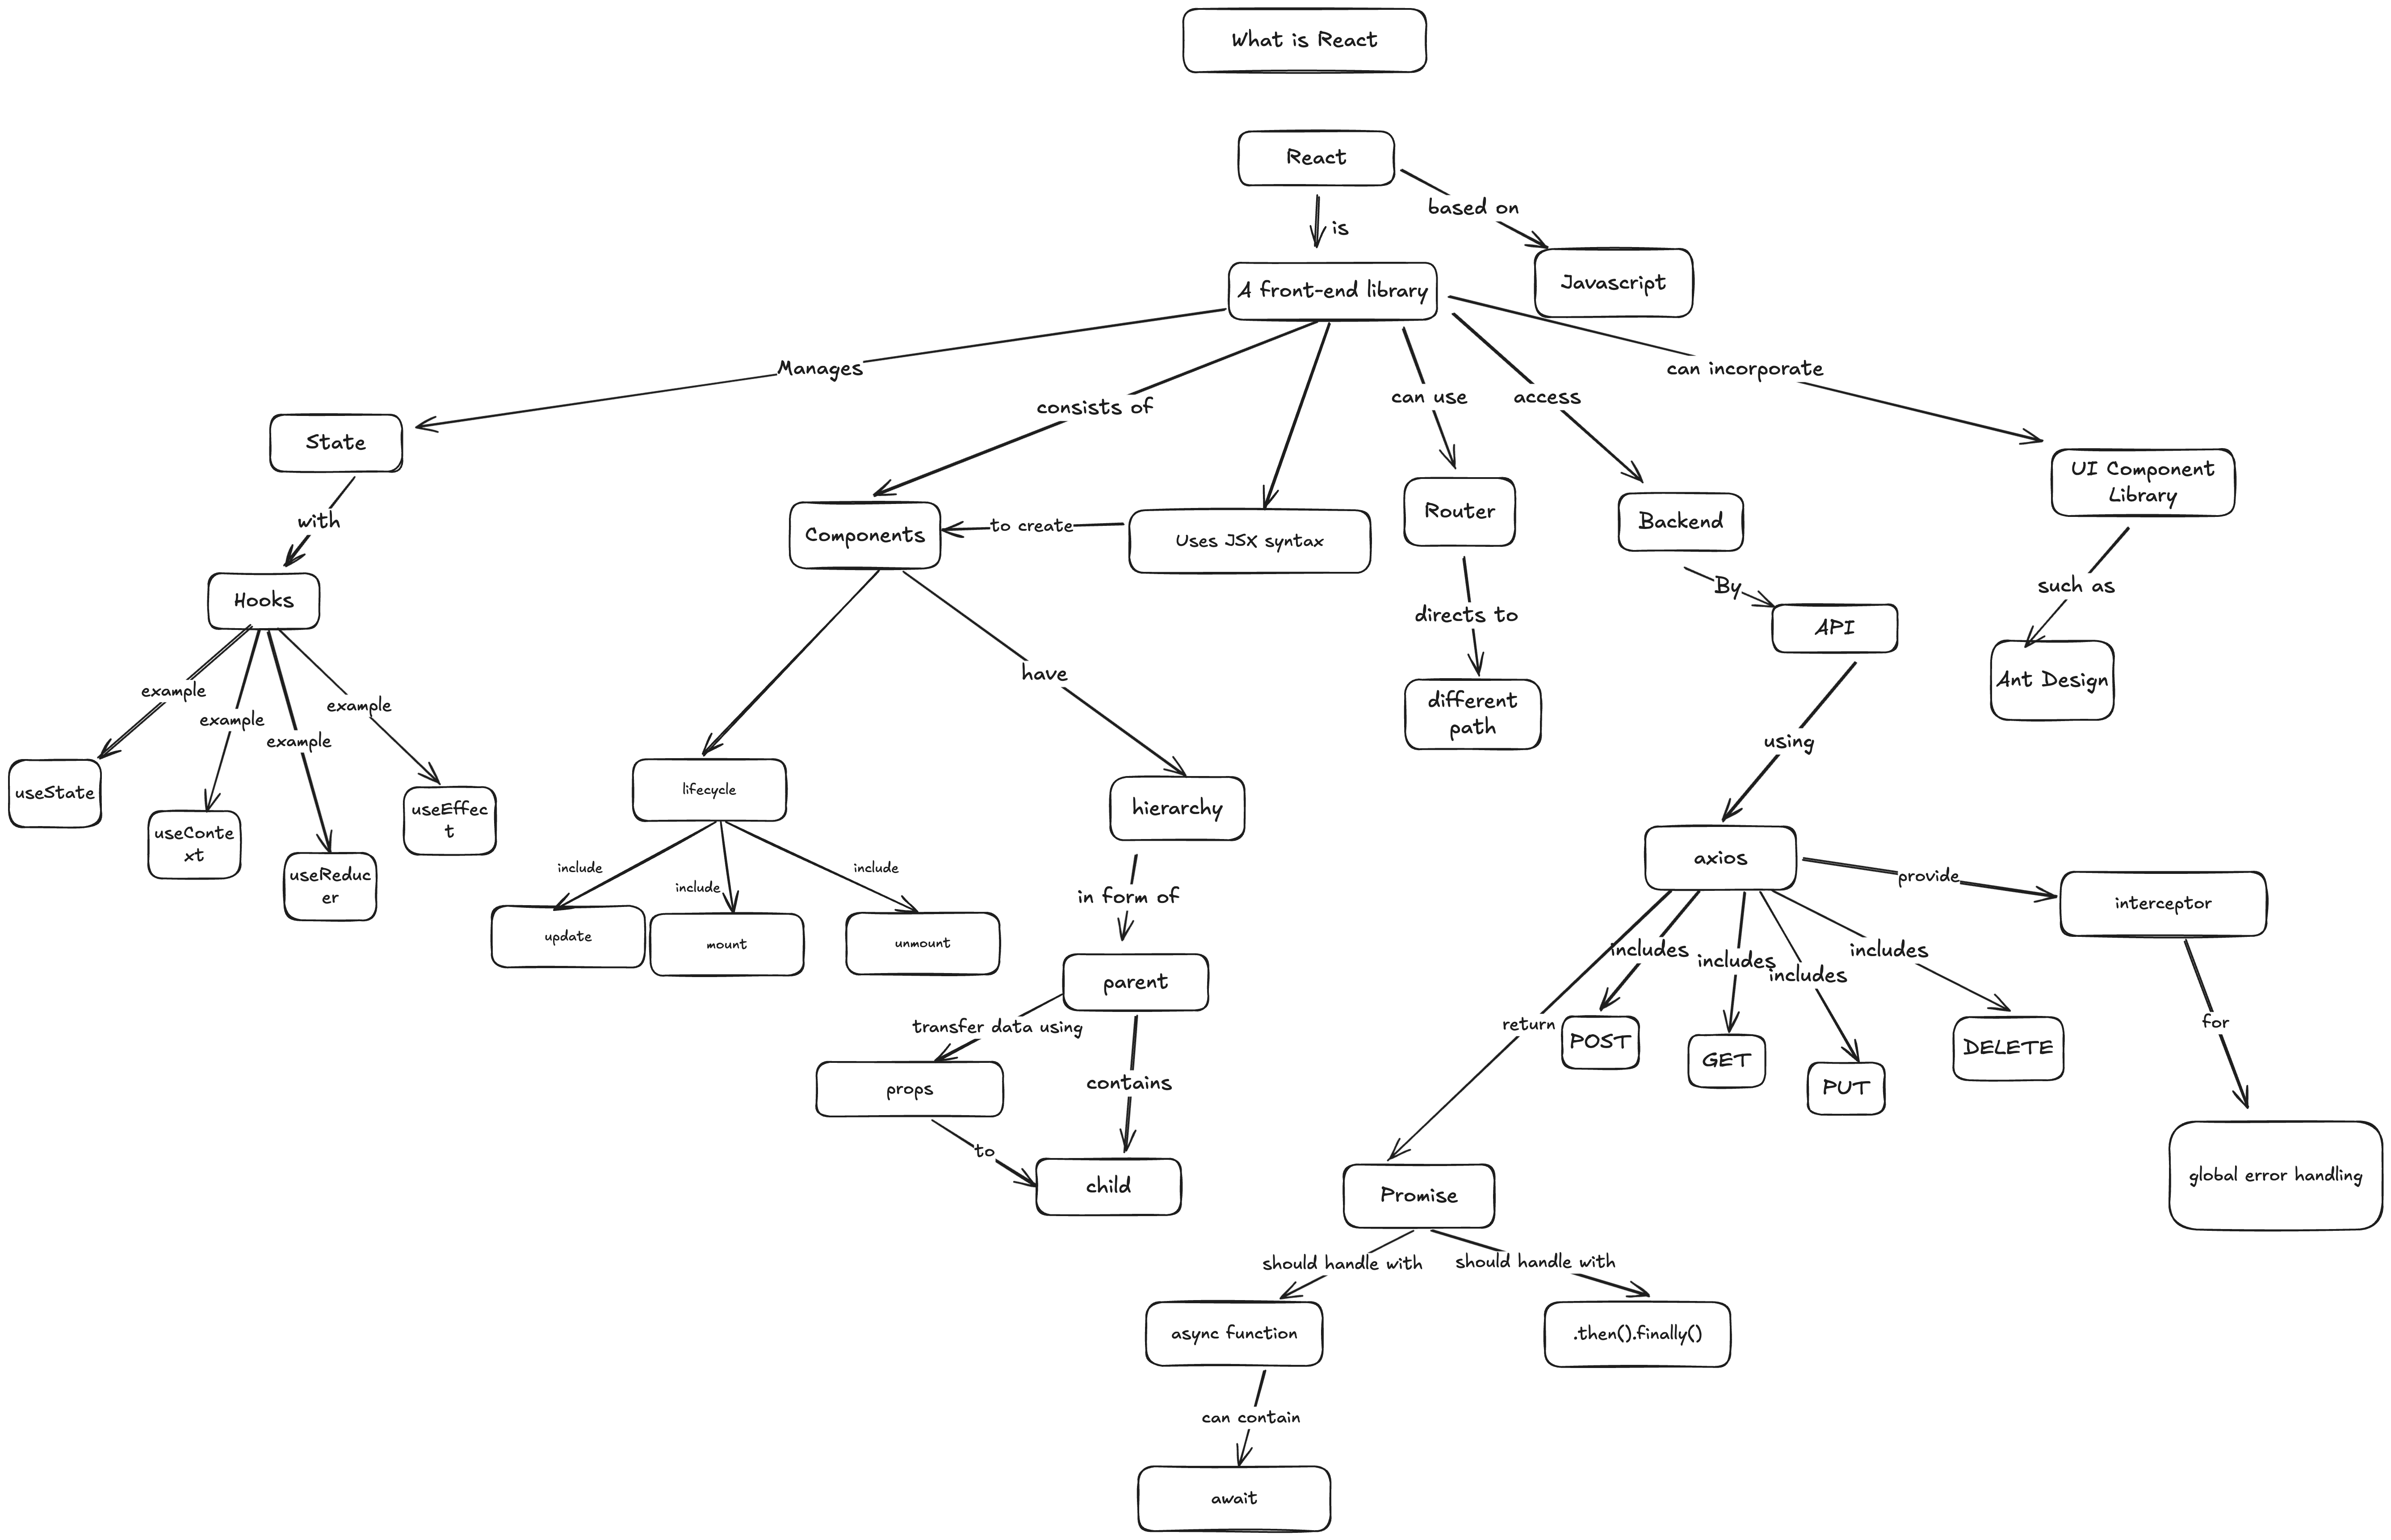 What is React
React
based on
is
Javascript
A front-end library
Manages
can incorporate
consists of
can use
access
State
UI Component
Library
Router
Backend
with
to create
Components
Uses JSX syntax
By
such as
Hooks
directs to
API
Ant Design
have
example
example
example
example
different
path
using
lifecycle
useState
useEffec
t
useConte
xt
useReduc
er
hierarchy
axios
include
include
include
in form of
provide
interceptor
update
mount
unmount
includes
includes
includes
includes
parent
transfer data using
return
for
POST
GET
PUT
DELETE
props
contains
to
child
Promise
global error handling
should handle with
should handle with
async function
.then().finally()
can contain
await